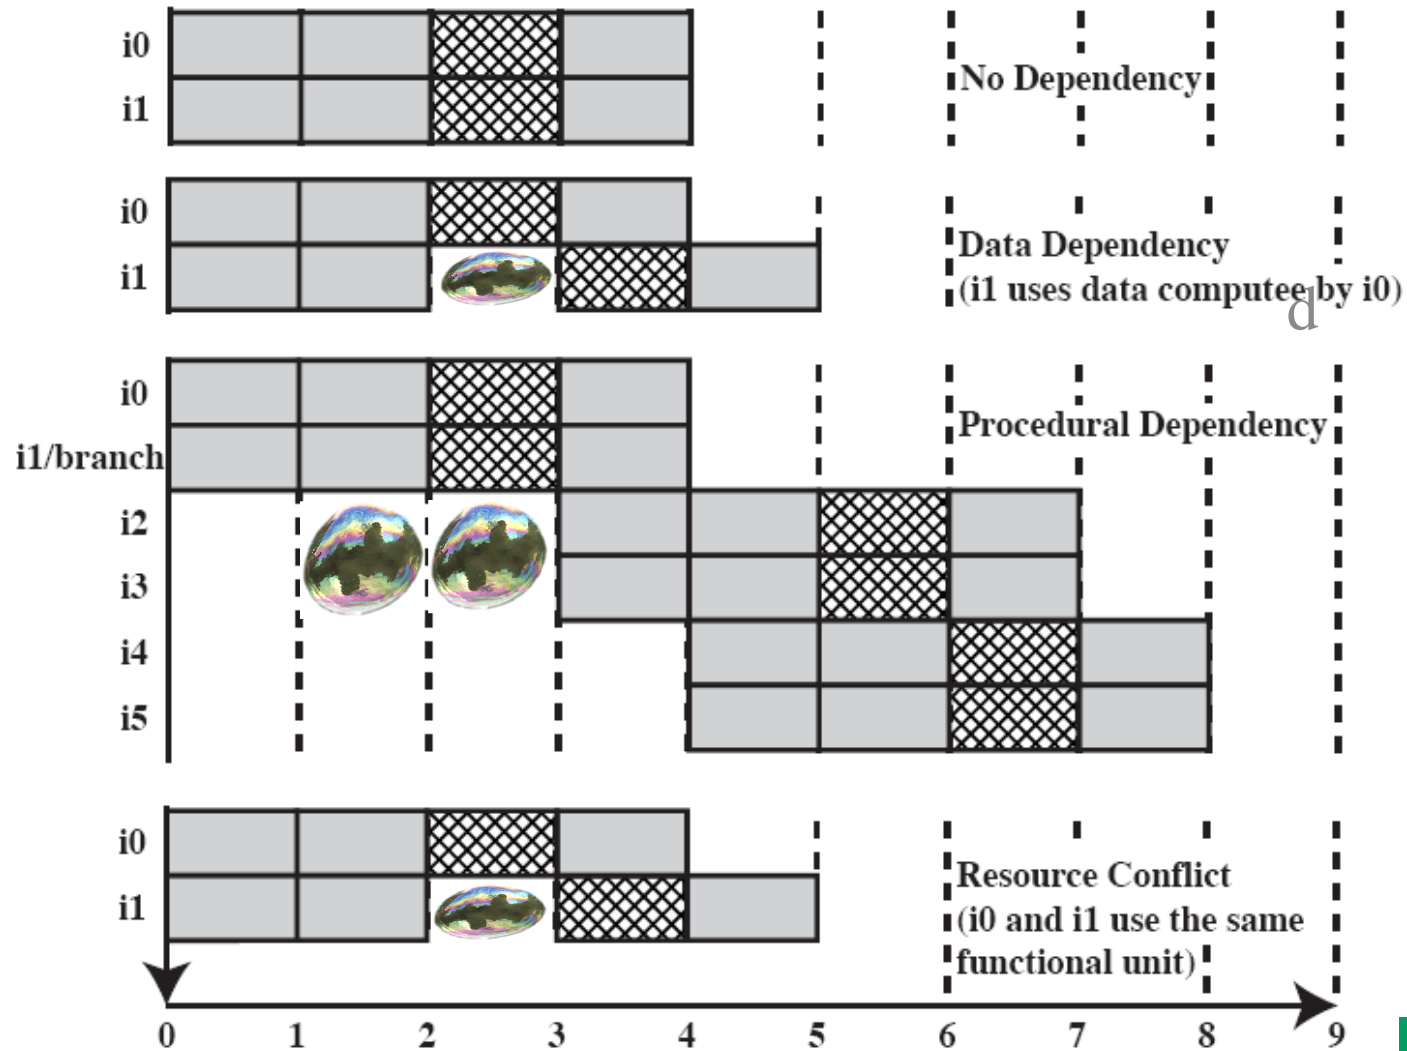 i0
No Dependency
i1
i0
Data Dependency
i1
(i1 uses data computee by i0)
d
i0
i1/branch
Procedural Dependency
i2
i3
i4
i5
i0
Resource Conflict
i1
(i0 and i1 use the same
functional unit)
0 1 2 3 4 5 6 7 8 9